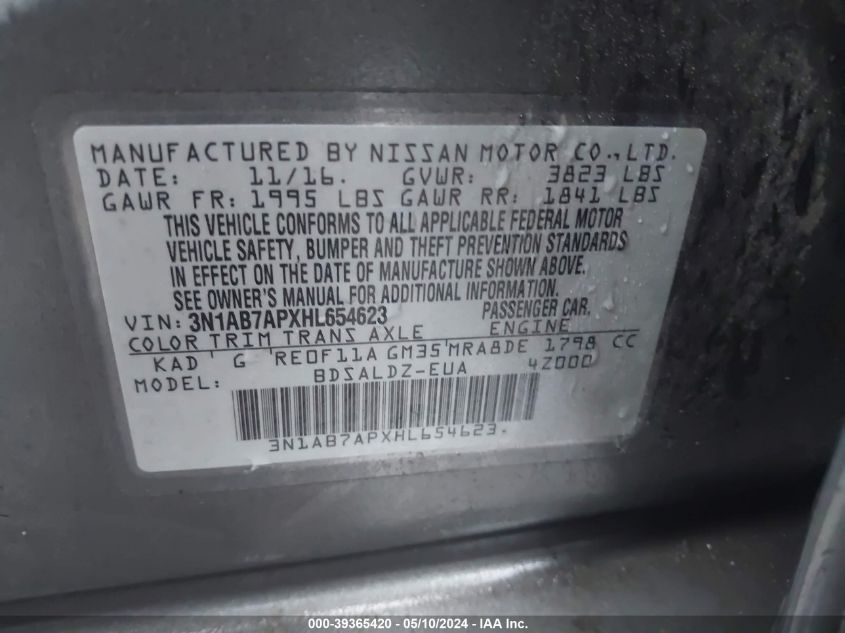 MANUFACTURED BY NISSAN MOTOR CO.,LTD.
DATE: 11/16. GVWR: 3823 LBS
GAWR FR: 1995 LBS GAWR RR: 1841 LBS
THIS VEHICLE CONFORMS TO ALL APPLICABLE FEDERAL MOTOR
VEHICLE SAFETY, BUMPER AND THEFT PREVENTION STANDARDS
IN EFFECT ON THE DATE OF MANUFACTURE SHOWN ABOVE.
SEE OWNER'S MANUAL FOR ADDITIONAL INFORMATION.
VIN: 3N1AB7APXHL654623 PASSENGER CAR.
COLOR TRIM TRANS AXLE ENGINE
KAD G RE0F11A GM35 MRA8DE 1798 CC
MODEL: BDSALDZ-EUA 4Z000
3N1AB7APXHL654623.
000-39365420 - 05/10/2024 - IAA Inc.